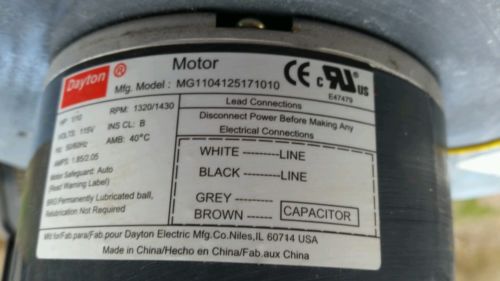 Dayton ®
Motor
Mfg. Model : MG1104125171010
CE c RU US
E47479
HP: 1/10
RPM: 1320/1430
VOLTS: 115V
INS CL: B
Hz: 50/60Hz
AMB: 40°C
AMPS: 1.85/2.05
Motor Safeguard: Auto
(Read Warning Label)
BRG:Permanently Lubricated ball,
Relubrication Not Required
Lead Connections
Disconnect Power Before Making Any
Electrical Connections
WHITE ----------LINE
BLACK ----------LINE
GREY ----------
BROWN ---------- CAPACITOR
Mfd for/Fab.para/Fab.pour Dayton Electric Mfg.Co.Niles,IL 60714 USA
Made in China/Hecho en China/Fab.aux China